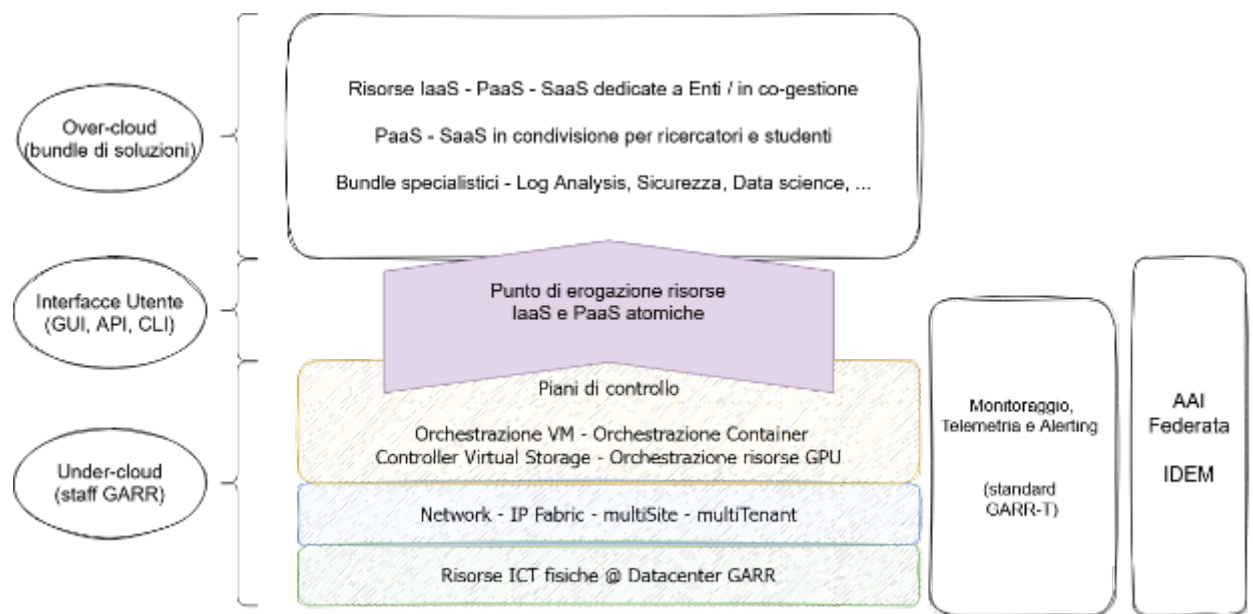 Over-cloud
(bundle di soluzioni)
Risorse IaaS - PaaS - SaaS dedicate a Enti / in co-gestione
PaaS - SaaS in condivisione per ricercatori e studenti
Bundle specialistici - Log Analysis, Sicurezza, Data science, ...
Interfacce Utente
(GUI, API, CLI)
Punto di erogazione risorse
IaaS e PaaS atomiche
Under-cloud
(staff GARR)
Piani di controllo
Orchestrazione VM - Orchestrazione Container
Controller Virtual Storage - Orchestrazione risorse GPU
Network - IP Fabric - multiSite - multiTenant
Risorse ICT fisiche @ Datacenter GARR
Monitoraggio,
Telemetria e Alerting
(standard
GARR-T)
AAI
Federata
IDEM